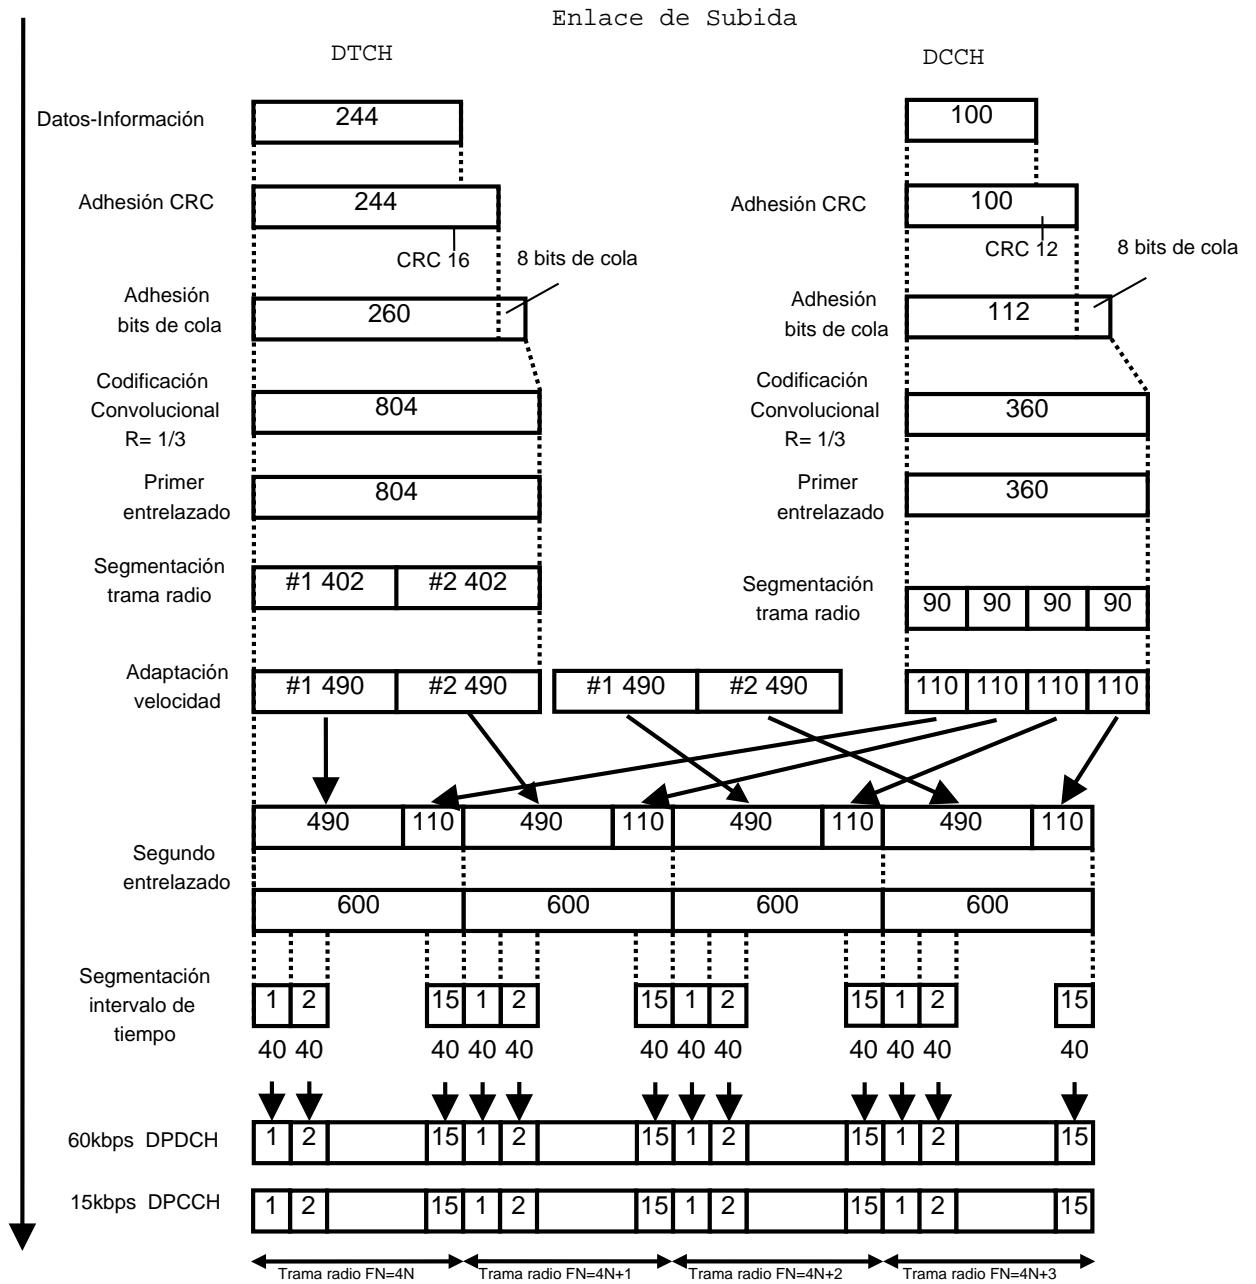 Enlace de Subida
DTCH
DCCH
Datos-Información
244
100
Adhesión CRC
244
CRC 16
Adhesión CRC
100
CRC 12
8 bits de cola
8 bits de cola
Adhesión
bits de cola
260
Adhesión
bits de cola
112
Codificación
Convolucional
R= 1/3
804
Codificación
Convolucional
R= 1/3
360
Primer
entrelazado
804
Primer
entrelazado
360
Segmentación
trama radio
#1 402 #2 402
Segmentación
trama radio
90 90 90 90
Adaptación
velocidad
#1 490 #2 490 #1 490 #2 490 110 110 110 110
490 110 490 110 490 110 490 110
Segundo
entrelazado
600 600 600 600
Segmentación
intervalo de
tiempo
1 2 15 1 2 15 1 2 15 1 2 15
40 40 40 40 40 40 40 40 40 40 40 40
60kbps DPDCH
1 2 15 1 2 15 1 2 15 1 2 15
15kbps DPCCH
1 2 15 1 2 15 1 2 15 1 2 15
Trama radio FN=4N Trama radio FN=4N+1 Trama radio FN=4N+2 Trama radio FN=4N+3